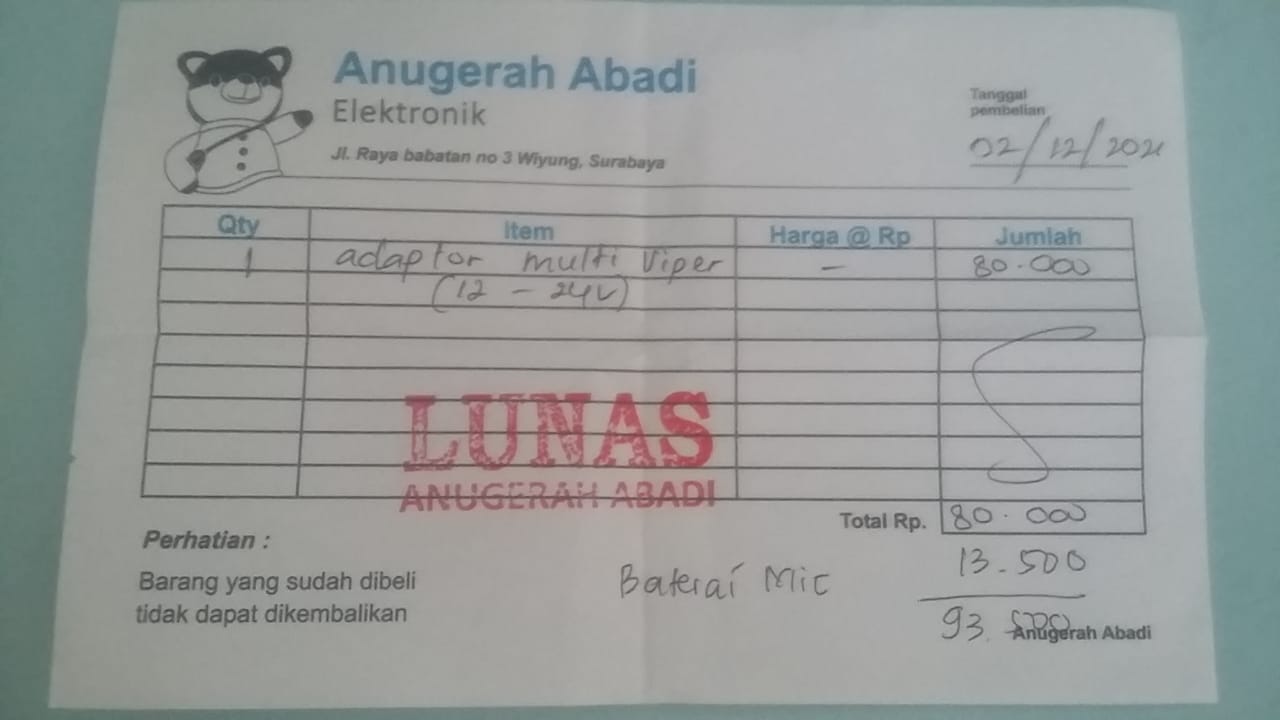 Anugerah Abadi
Elektronik
Jl. Raya babatan no 3 Wiyung, Surabaya
Tanggal
pembelian
02/12/2021
Qty Item Harga @ Rp Jumlah
1 adaptor multi Viper - 80.000
(12 - 24V)
LUNAS
ANUGERAH ABADI
Total Rp. 80.000
Perhatian :
Barang yang sudah dibeli
tidak dapat dikembalikan
Baterai Mic 13.500
93.500
Anugerah Abadi